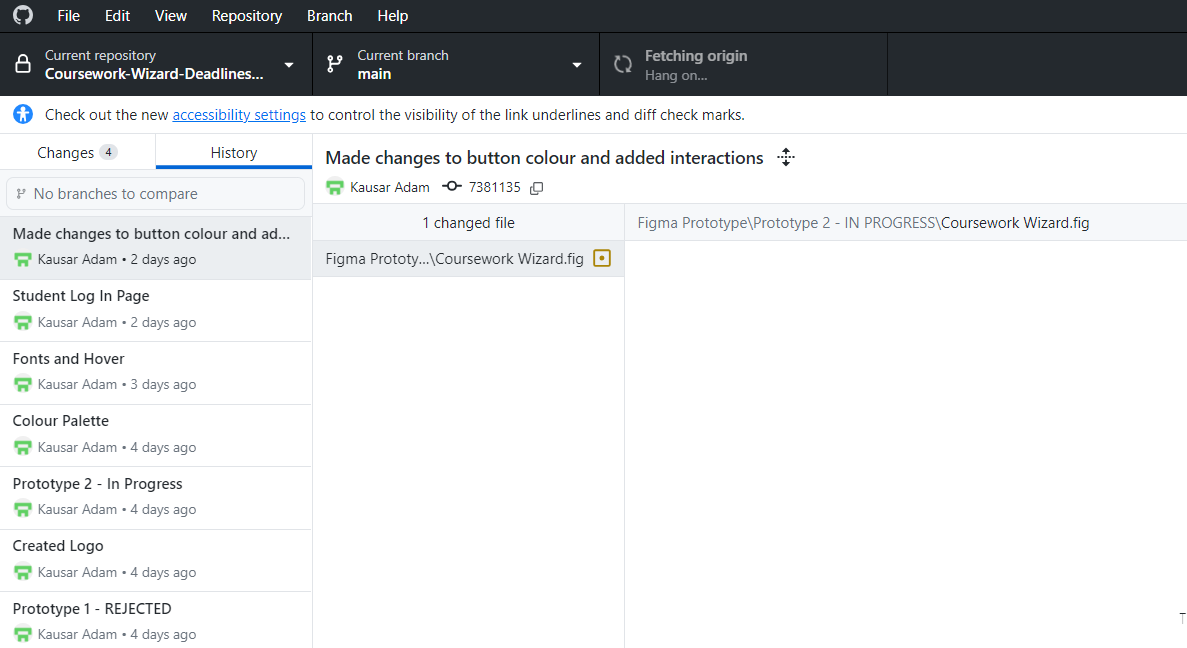 File Edit View Repository Branch Help
Current repository
Coursework-Wizard-Deadlines...
Current branch
main
Fetching origin
Hang on...
Check out the new accessibility settings to control the visibility of the link underlines and diff check marks.
Changes 4
History
No branches to compare
Made changes to button colour and ad...
Kausar Adam • 2 days ago
Student Log In Page
Kausar Adam • 2 days ago
Fonts and Hover
Kausar Adam • 3 days ago
Colour Palette
Kausar Adam • 4 days ago
Prototype 2 - In Progress
Kausar Adam • 4 days ago
Created Logo
Kausar Adam • 4 days ago
Prototype 1 - REJECTED
Kausar Adam • 4 days ago
Made changes to button colour and added interactions
Kausar Adam 7381135
1 changed file
Figma Prototy...\Coursework Wizard.fig
Figma Prototype\Prototype 2 - IN PROGRESS\Coursework Wizard.fig